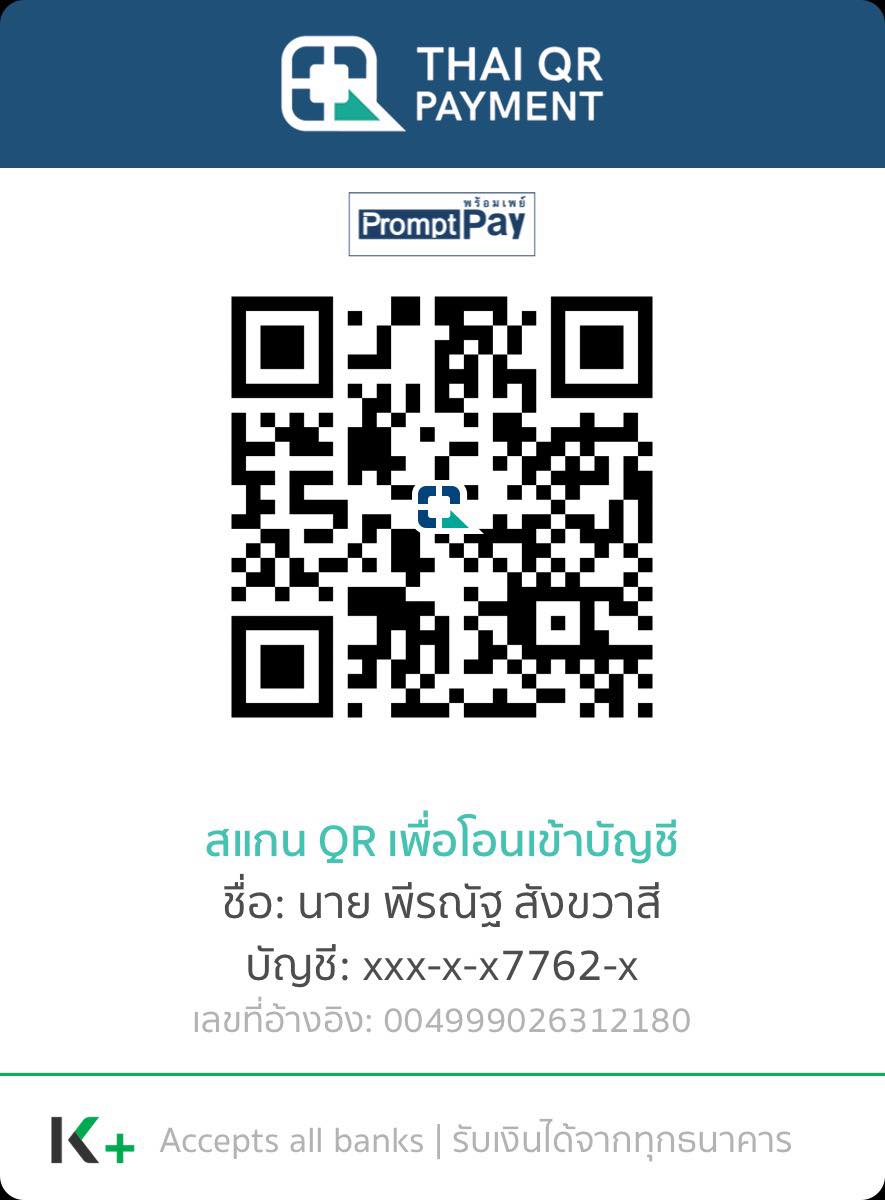 THAI QR
PAYMENT
พร้อมเพย์
PromptPay
สแกน QR เพื่อโอนเข้าบัญชี
ชื่อ: นาย พีรณัฐ สังขวาสี
บัญชี: xxx-x-x7762-x
เลขที่อ้างอิง: 004999026312180
K+ Accepts all banks | รับเงินได้จากทุกธนาคาร